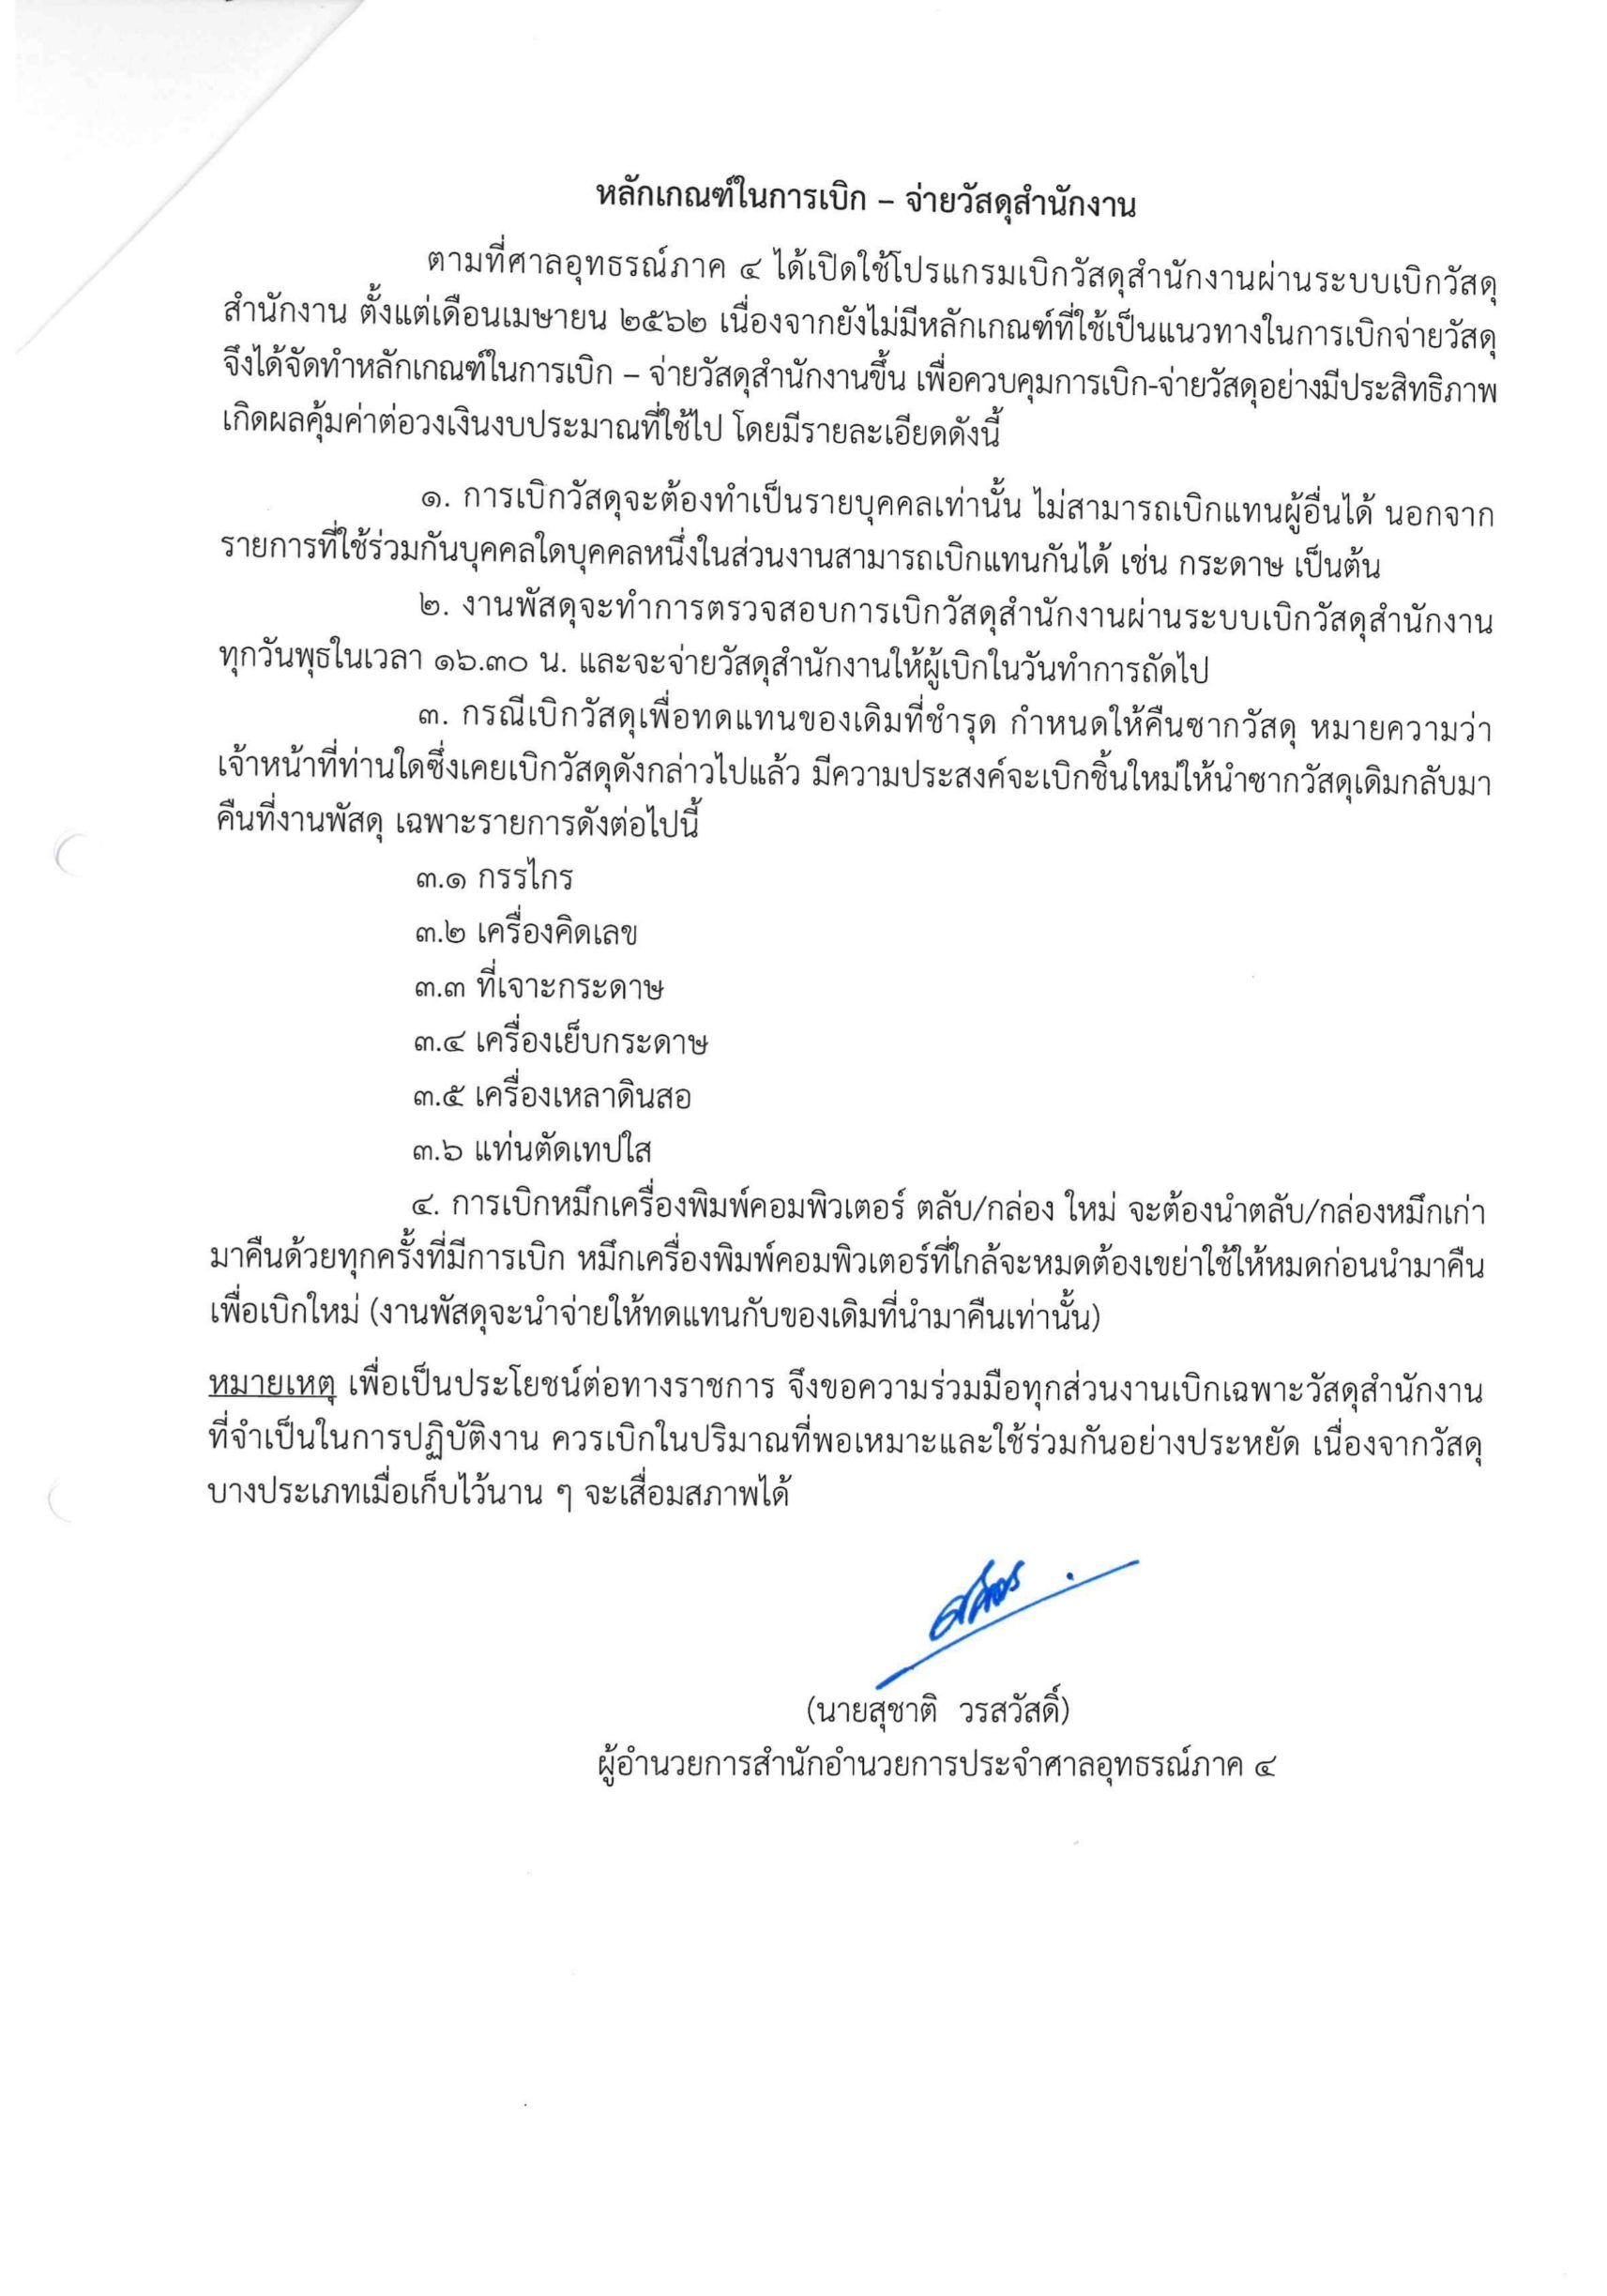 หลักเกณฑ์ในการเบิก – จ่ายวัสดุสำนักงาน
ตามที่ศาลอุทธรณ์ภาค ๔ ได้เปิดใช้โปรแกรมเบิกวัสดุสำนักงานผ่านระบบเบิกวัสดุ
สำนักงาน ตั้งแต่เดือนเมษายน ๒๕๖๒ เนื่องจากยังไม่มีหลักเกณฑ์ที่ใช้เป็นแนวทางในการเบิกจ่ายวัสดุ
จึงได้จัดทำหลักเกณฑ์ในการเบิก – จ่ายวัสดุสำนักงานขึ้น เพื่อควบคุมการเบิก-จ่ายวัสดุอย่างมีประสิทธิภาพ
เกิดผลคุ้มค่าต่อวงเงินงบประมาณที่ใช้ไป โดยมีรายละเอียดดังนี้
๑. การเบิกวัสดุจะต้องทำเป็นรายบุคคลเท่านั้น ไม่สามารถเบิกแทนผู้อื่นได้ นอกจาก
รายการที่ใช้ร่วมกันบุคคลใดบุคคลหนึ่งในส่วนงานสามารถเบิกแทนกันได้ เช่น กระดาษ เป็นต้น
๒. งานพัสดุจะทำการตรวจสอบการเบิกวัสดุสำนักงานผ่านระบบเบิกวัสดุสำนักงาน
ทุกวันพุธในเวลา ๑๖.๓๐ น. และจะจ่ายวัสดุสำนักงานให้ผู้เบิกในวันทำการถัดไป
๓. กรณีเบิกวัสดุเพื่อทดแทนของเดิมที่ชำรุด กำหนดให้คืนซากวัสดุ หมายความว่า
เจ้าหน้าที่ท่านใดซึ่งเคยเบิกวัสดุดังกล่าวไปแล้ว มีความประสงค์จะเบิกชิ้นใหม่ให้นำซากวัสดุเดิมกลับมา
คืนที่งานพัสดุ เฉพาะรายการดังต่อไปนี้
๓.๑ กรรไกร
๓.๒ เครื่องคิดเลข
๓.๓ ที่เจาะกระดาษ
๓.๔ เครื่องเย็บกระดาษ
๓.๕ เครื่องเหลาดินสอ
๓.๖ แท่นตัดเทปใส
๔. การเบิกหมึกเครื่องพิมพ์คอมพิวเตอร์ ตลับ/กล่อง ใหม่ จะต้องนำตลับ/กล่องหมึกเก่า
มาคืนด้วยทุกครั้งที่มีการเบิก หมึกเครื่องพิมพ์คอมพิวเตอร์ที่ใกล้จะหมดต้องเขย่าใช้ให้หมดก่อนนำมาคืน
เพื่อเบิกใหม่ (งานพัสดุจะนำจ่ายให้ทดแทนกับของเดิมที่นำมาคืนเท่านั้น)
หมายเหตุ เพื่อเป็นประโยชน์ต่อทางราชการ จึงขอความร่วมมือทุกส่วนงานเบิกเฉพาะวัสดุสำนักงาน
ที่จำเป็นในการปฏิบัติงาน ควรเบิกในปริมาณที่พอเหมาะและใช้ร่วมกันอย่างประหยัด เนื่องจากวัสดุ
บางประเภทเมื่อเก็บไว้นาน ๆ จะเสื่อมสภาพได้
(นายสุชาติ วรสวัสดิ์)
ผู้อำนวยการสำนักอำนวยการประจำศาลอุทธรณ์ภาค ๔